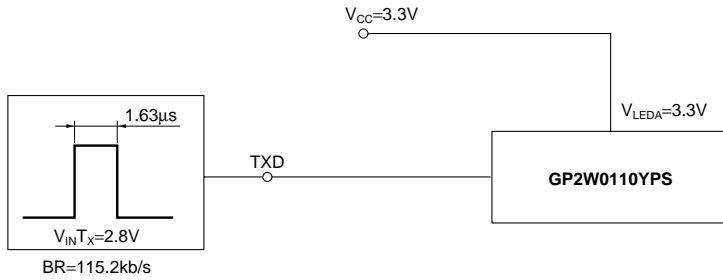 VCC=3.3V
1.63µs
VLEDA=3.3V
TXD
GP2W0110YPS
VINTX=2.8V
BR=115.2kb/s